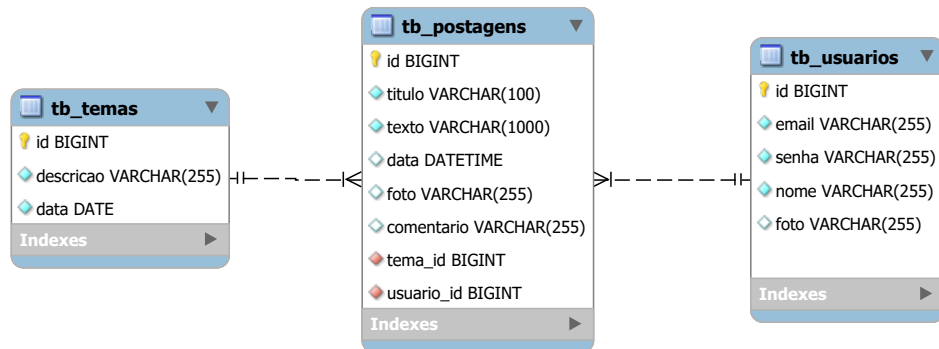 tb_temas
id BIGINT
descricao VARCHAR(255)
data DATE
Indexes
tb_postagens
id BIGINT
titulo VARCHAR(100)
texto VARCHAR(1000)
data DATETIME
foto VARCHAR(255)
comentario VARCHAR(255)
tema_id BIGINT
usuario_id BIGINT
Indexes
tb_usuarios
id BIGINT
email VARCHAR(255)
senha VARCHAR(255)
nome VARCHAR(255)
foto VARCHAR(255)
Indexes